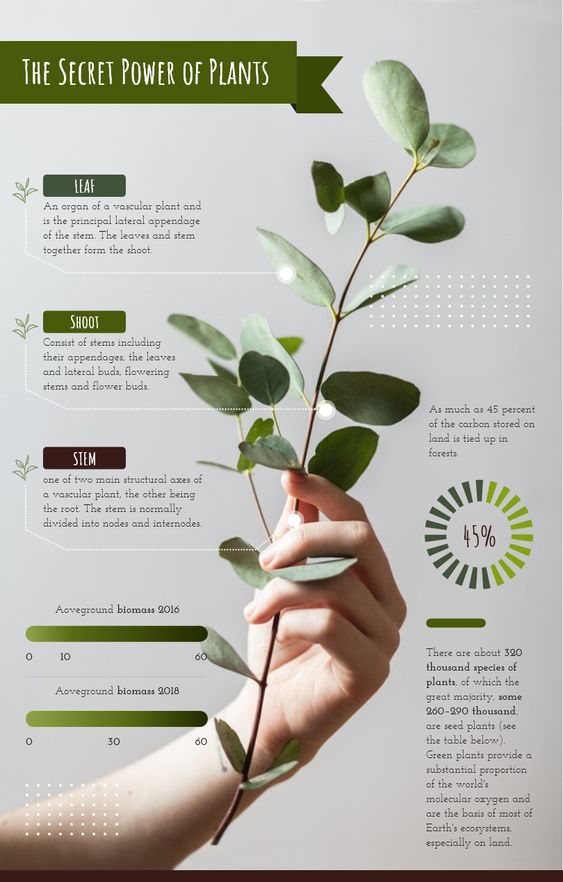 The Secret Power of Plants
LEAF
An organ of a vascular plant and
is the principal lateral appendage
of the stem. The leaves and stem
together form the shoot.
SHOOT
Consist of stems including
their appendages, the leaves
and lateral buds, flowering
stems and flower buds.
STEM
one of two main structural axes of
a vascular plant, the other being
the root. The stem is normally
divided into nodes and internodes.
Aoveground biomass 2016
0 10 60
Aoveground biomass 2018
0 30 60
As much as 45 percent
of the carbon stored on
land is tied up in
forests.
45%
There are about 320
thousand species of
plants, of which the
great majority, some
260-290 thousand,
are seed plants (see
the table below).
Green plants provide a
substantial proportion
of the world's
molecular oxygen and
are the basis of most of
Earth's ecosystems,
especially on land.